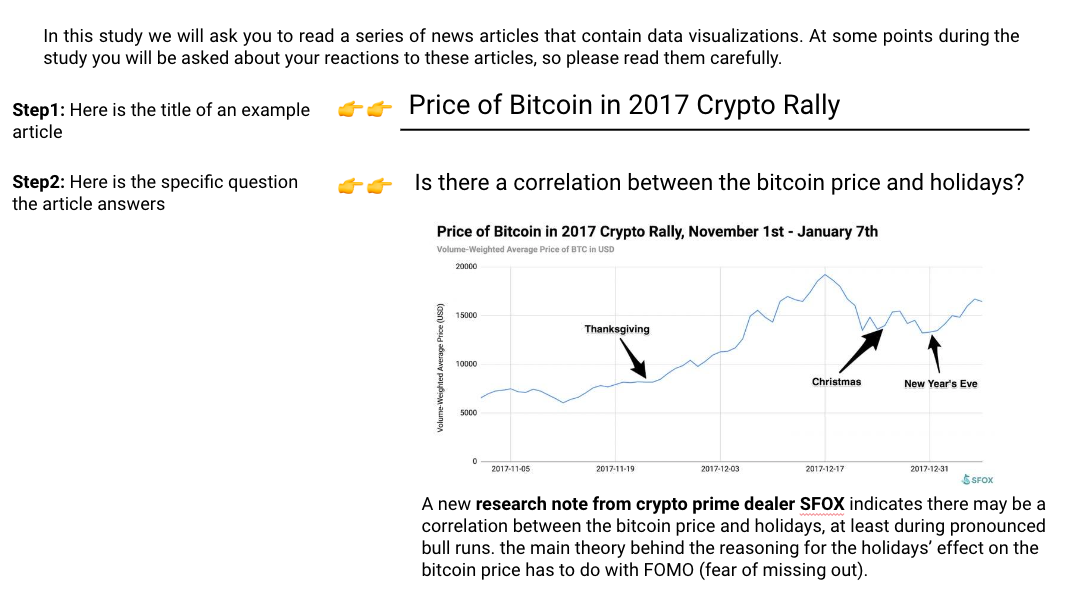 In this study we will ask you to read a series of news articles that contain data visualizations. At some points during the
study you will be asked about your reactions to these articles, so please read them carefully.
Step1: Here is the title of an example
article
Price of Bitcoin in 2017 Crypto Rally
Step2: Here is the specific question
the article answers
Is there a correlation between the bitcoin price and holidays?
Price of Bitcoin in 2017 Crypto Rally, November 1st - January 7th
Volume-Weighted Average Price of BTC in USD
Volume-Weighted Average Price (USD)
20000
15000
10000
5000
0
Thanksgiving
Christmas
New Year's Eve
2017-11-05 2017-11-19 2017-12-03 2017-12-17 2017-12-31
SFOX
A new research note from crypto prime dealer SFOX indicates there may be a
correlation between the bitcoin price and holidays, at least during pronounced
bull runs. the main theory behind the reasoning for the holidays’ effect on the
bitcoin price has to do with FOMO (fear of missing out).